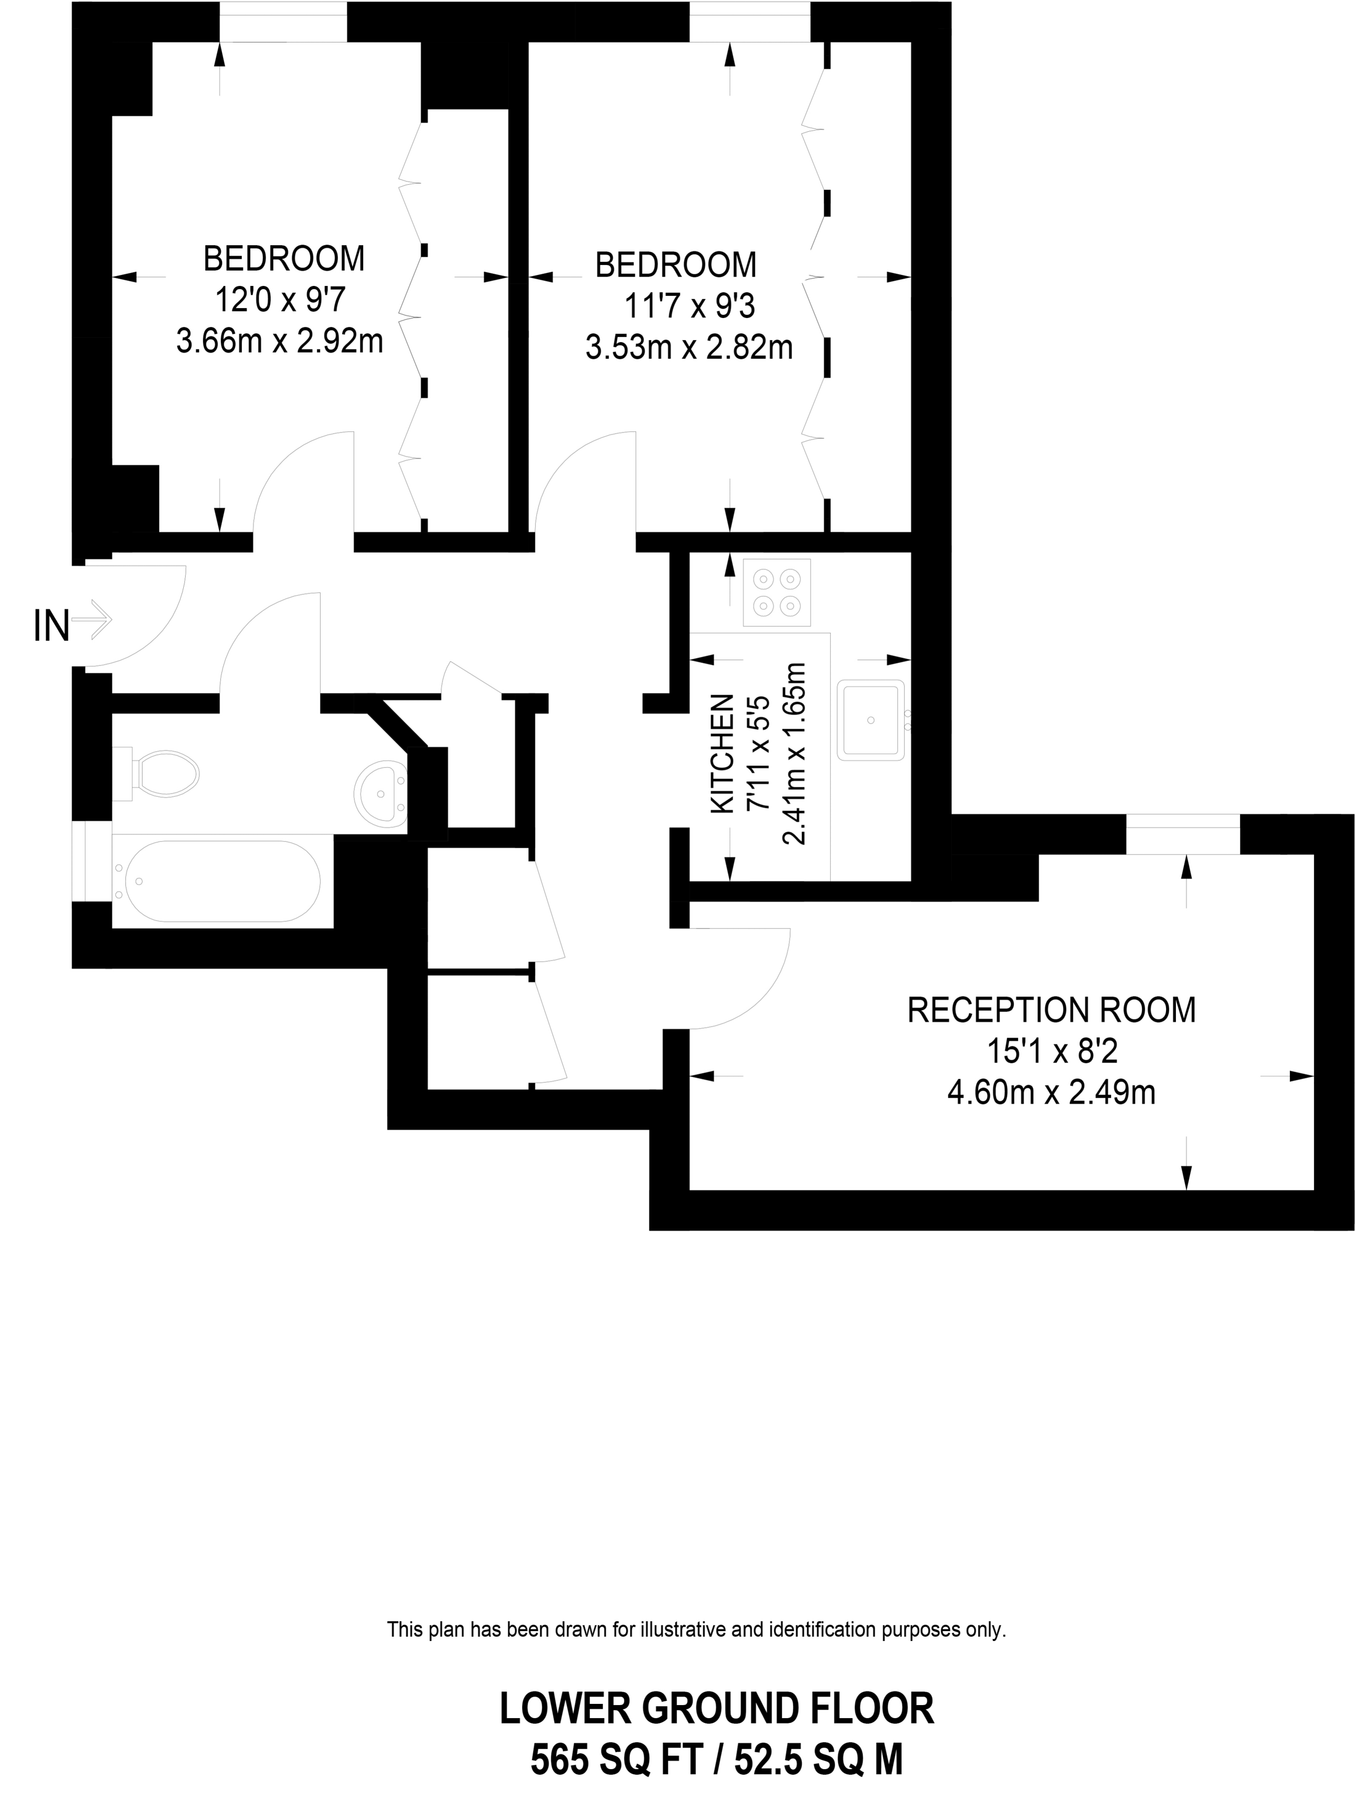 BEDROOM
12'0 x 9'7
3.66m x 2.92m
BEDROOM
11'7 x 9'3
3.53m x 2.82m
IN
KITCHEN
7'11 x 5'5
2.41m x 1.65m
RECEPTION ROOM
15'1 x 8'2
4.60m x 2.49m
This plan has been drawn for illustrative and identification purposes only.
LOWER GROUND FLOOR
565 SQ FT / 52.5 SQ M